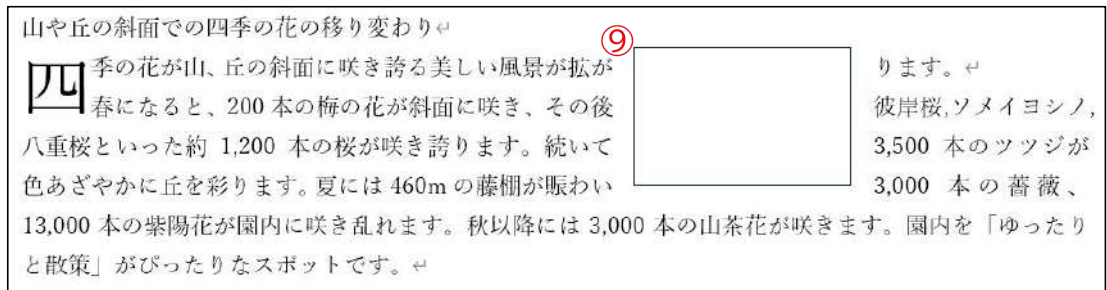 山や丘の斜面での四季の花の移り変わり↵
⑨
四季の花が山、丘の斜面に咲き誇る美しい風景が拡が ります。↵
春になると、200 本の梅の花が斜面に咲き、その後 彼岸桜,ソメイヨシノ,
八重桜といった約 1,200 本の桜が咲き誇ります。続いて 3,500 本のツツジが
色あざやかに丘を彩ります。夏には 460m の藤棚が賑わい 3,000 本の薔薇、
13,000 本の紫陽花が園内に咲き乱れます。秋以降には 3,000 本の山茶花が咲きます。園内を「ゆったり
と散策」がぴったりなスポットです。↵